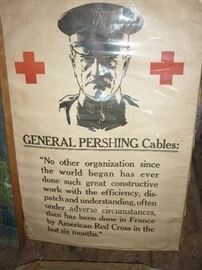 GENERAL PERSHING Cables:
"No other organization since
the world began has ever
done such great constructive
work with the efficiency, dis-
patch and understanding, often
under adverse circumstances,
than has been done in France
by American Red Cross in the
last six months."